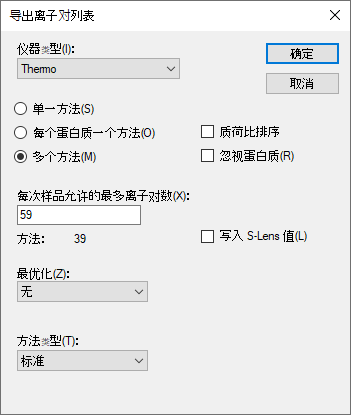 导出离子对列表
仪器类型(I):
Thermo
确定
取消
单一方法(S)
每个蛋白质一个方法(O)
质荷比排序
多个方法(M)
忽视蛋白质(R)
每次样品允许的最多离子对数(X):
59
方法: 39
写入 S-Lens 值(L)
最优化(Z):
无
方法类型(T):
标准